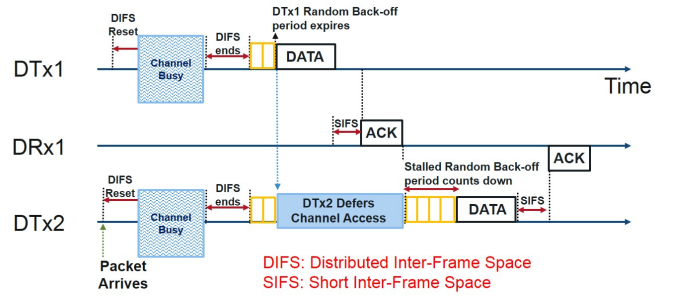 DTx1 Random Back-off
period expires
DIFS
Reset
DIFS
ends
Channel
Busy
DATA
DTx1
Time
SIFS
ACK
DRx1
ACK
DIFS
Reset
DIFS
ends
Stalled Random Back-off
period counts down
SIFS
Channel
Busy
DTx2 Defers
Channel Access
DATA
DTx2
Packet
Arrives
DIFS: Distributed Inter-Frame Space
SIFS: Short Inter-Frame Space